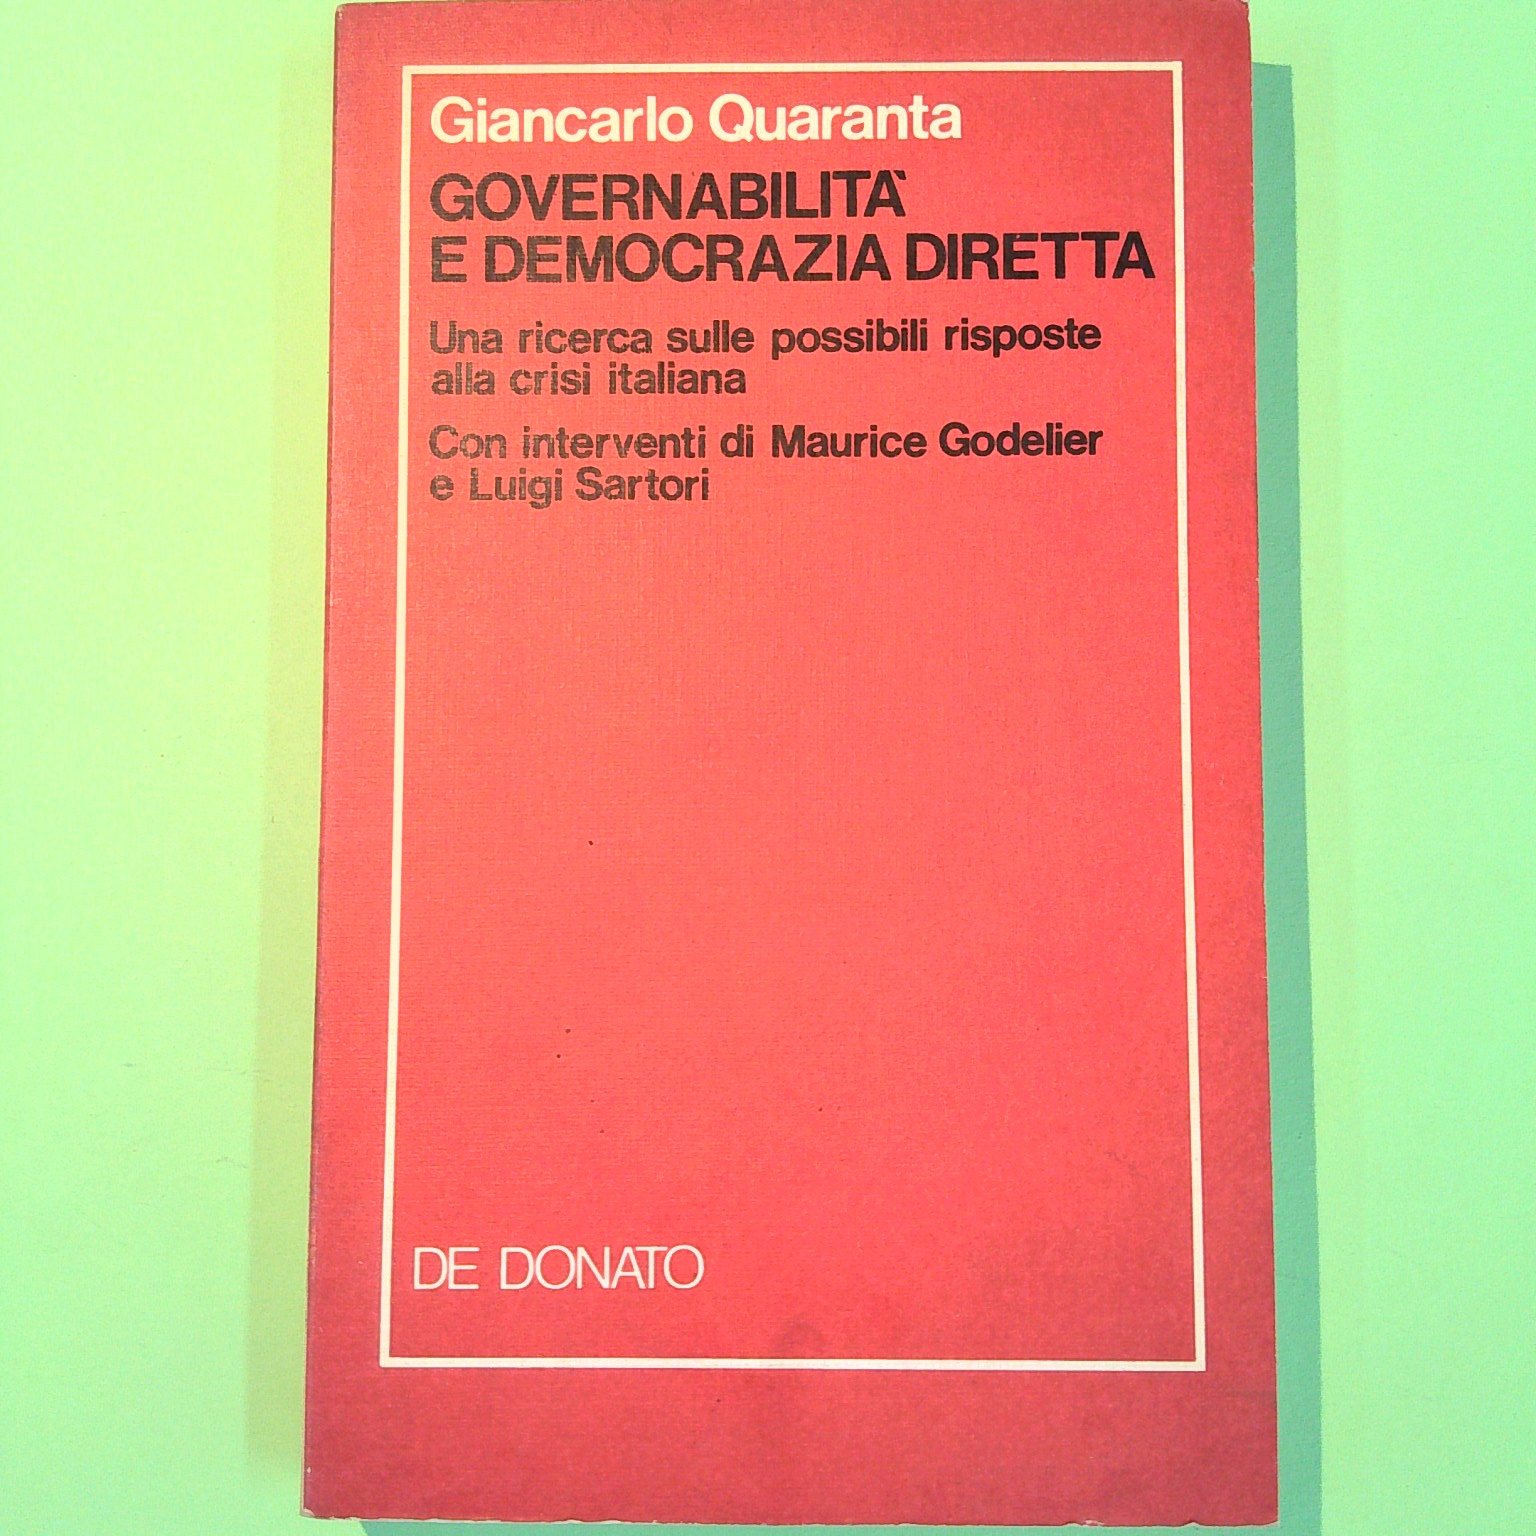 Giancarlo Quaranta
GOVERNABILITA'
E DEMOCRAZIA DIRETTA
Una ricerca sulle possibili risposte
alla crisi italiana
Con interventi di Maurice Godelier
e Luigi Sartori
DE DONATO